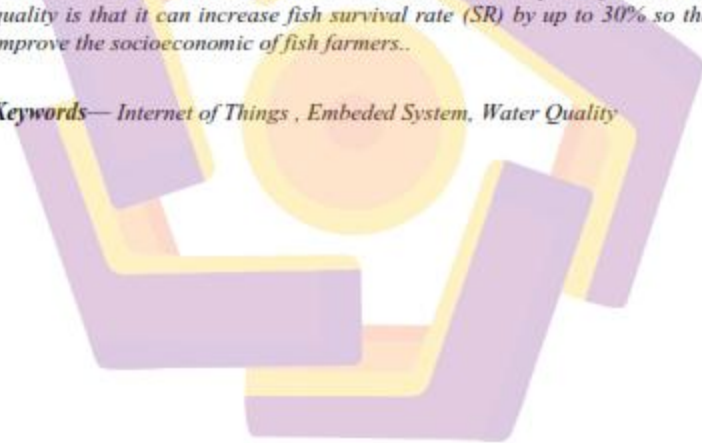 quality is that it can increase fish survival rate (SR) by up to 30% so th
improve the socioeconomic of fish farmers..
Keywords— Internet of Things , Embeded System, Water Quality